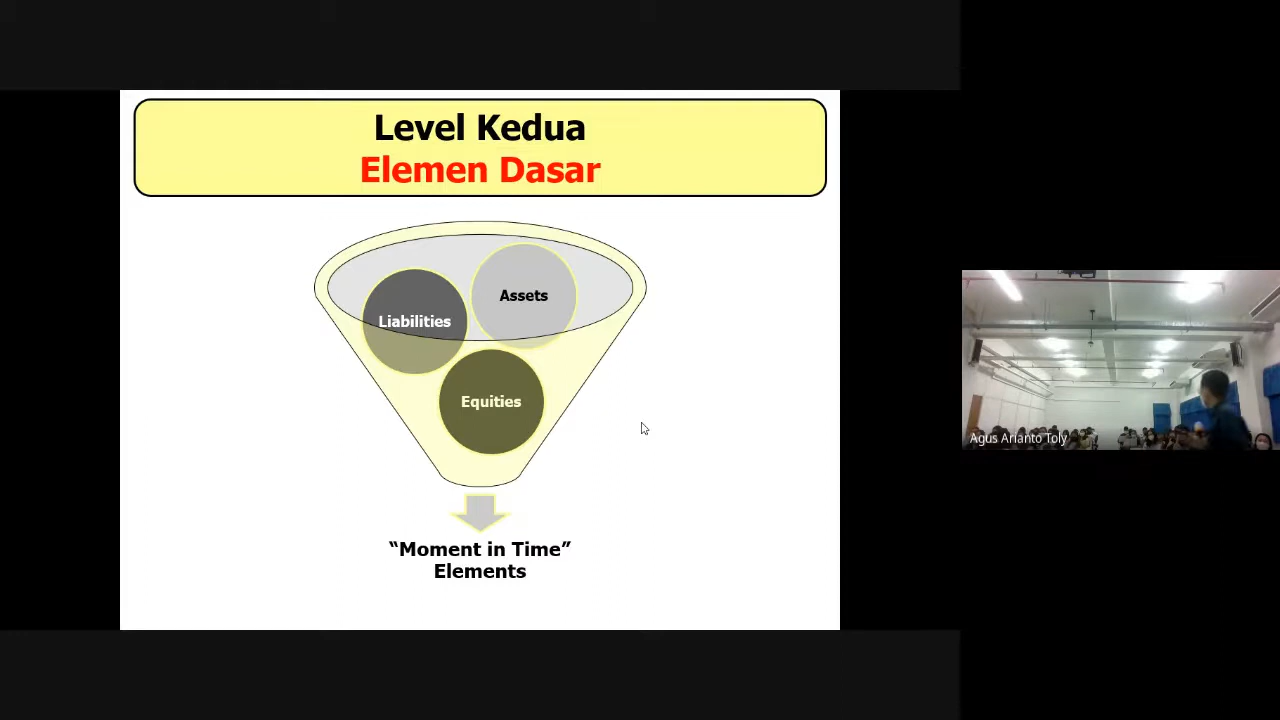 Level Kedua
Elemen Dasar
Assets
Liabilities
Equities
“Moment in Time”
Elements
Agus Arianto Toly